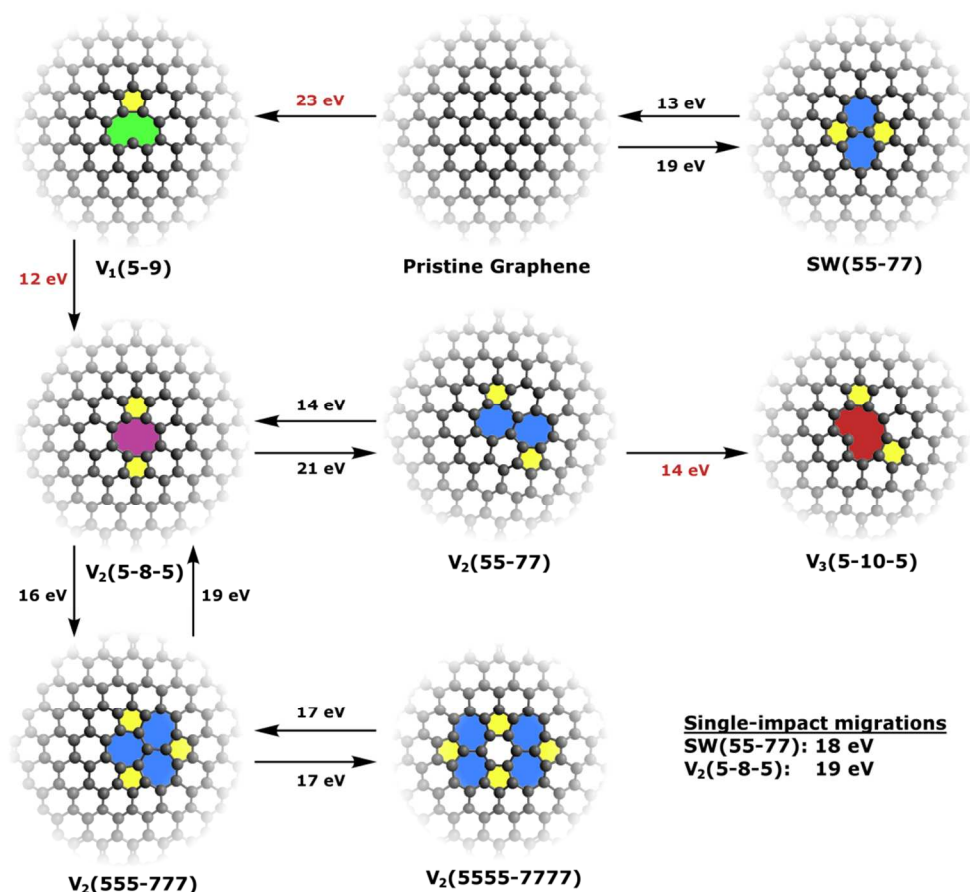 23 eV
13 eV
19 eV
V₁(5-9)
Pristine Graphene
SW(55-77)
12 eV
14 eV
21 eV
14 eV
V₂(5-8-5)
V₂(55-77)
V₃(5-10-5)
16 eV
19 eV
17 eV
17 eV
Single-impact migrations
SW(55-77): 18 eV
V₂(5-8-5): 19 eV
V₂(555-777)
V₂(5555-7777)